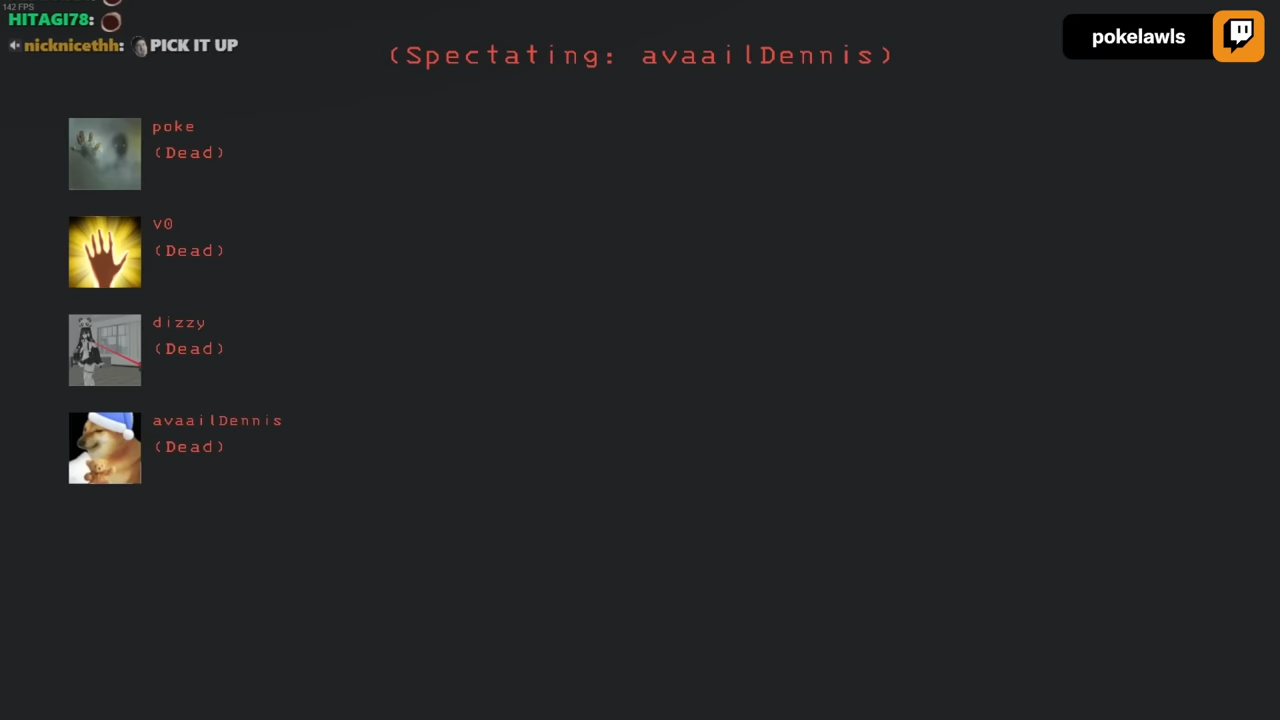 142 FPS
HITAGI78:
nicknicethh: PICK IT UP
pokelawls
(Spectating: avaailDennis)
poke
(Dead)
v0
(Dead)
dizzy
(Dead)
avaailDennis
(Dead)